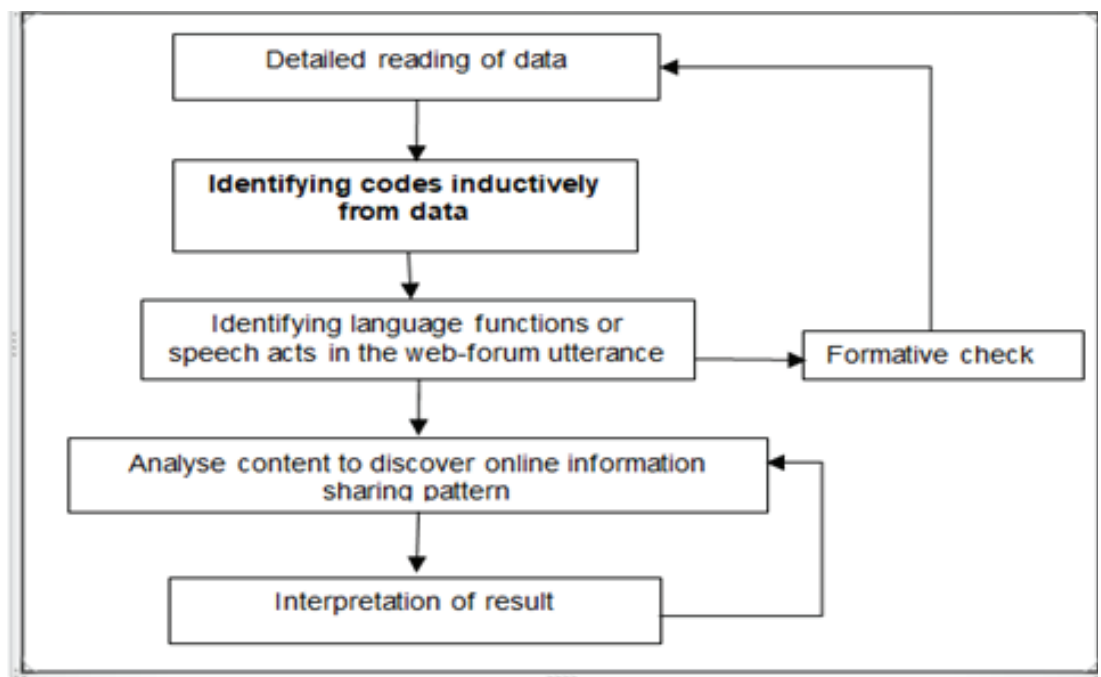 Detailed reading of data
Identifying codes inductively
from data
Identifying language functions or
speech acts in the web-forum utterance
Formative check
Analyse content to discover online information
sharing pattern
Interpretation of result